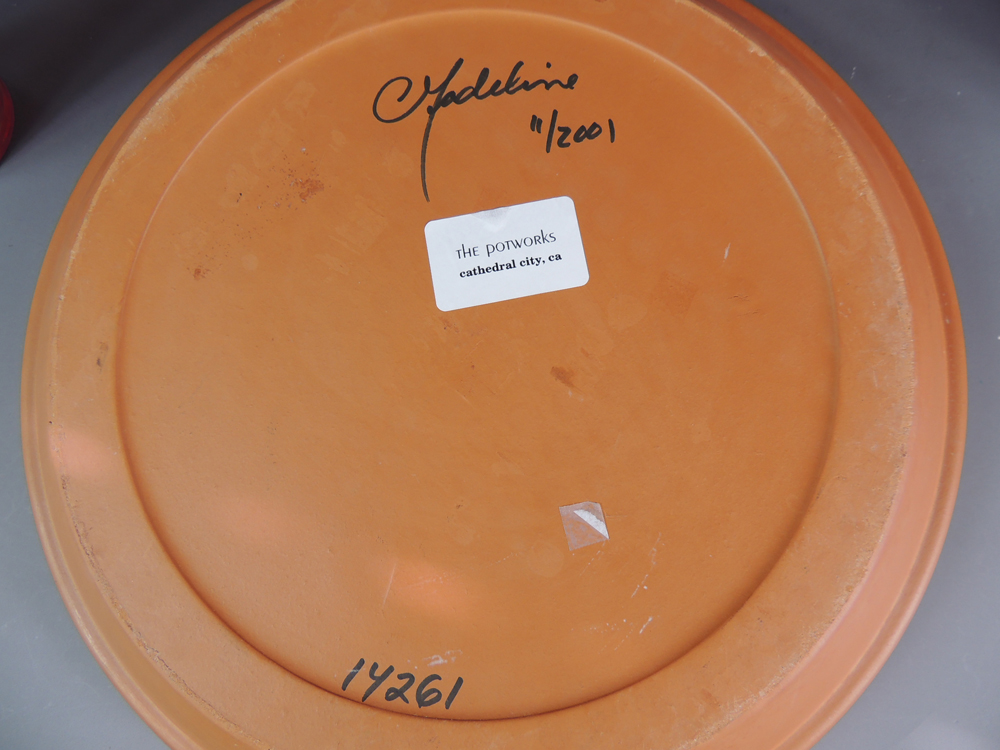 Madeline
11/2001
THE POTWORKS
cathedral city, ca
14261